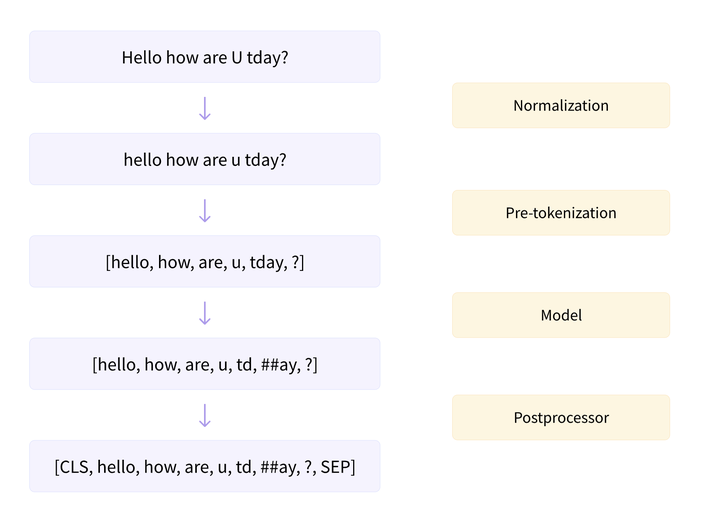 Hello how are U tday?
Normalization
hello how are u tday?
Pre-tokenization
[hello, how, are, u, tday, ?]
Model
[hello, how, are, u, td, ##ay, ?]
Postprocessor
[CLS, hello, how, are, u, td, ##ay, ?, SEP]